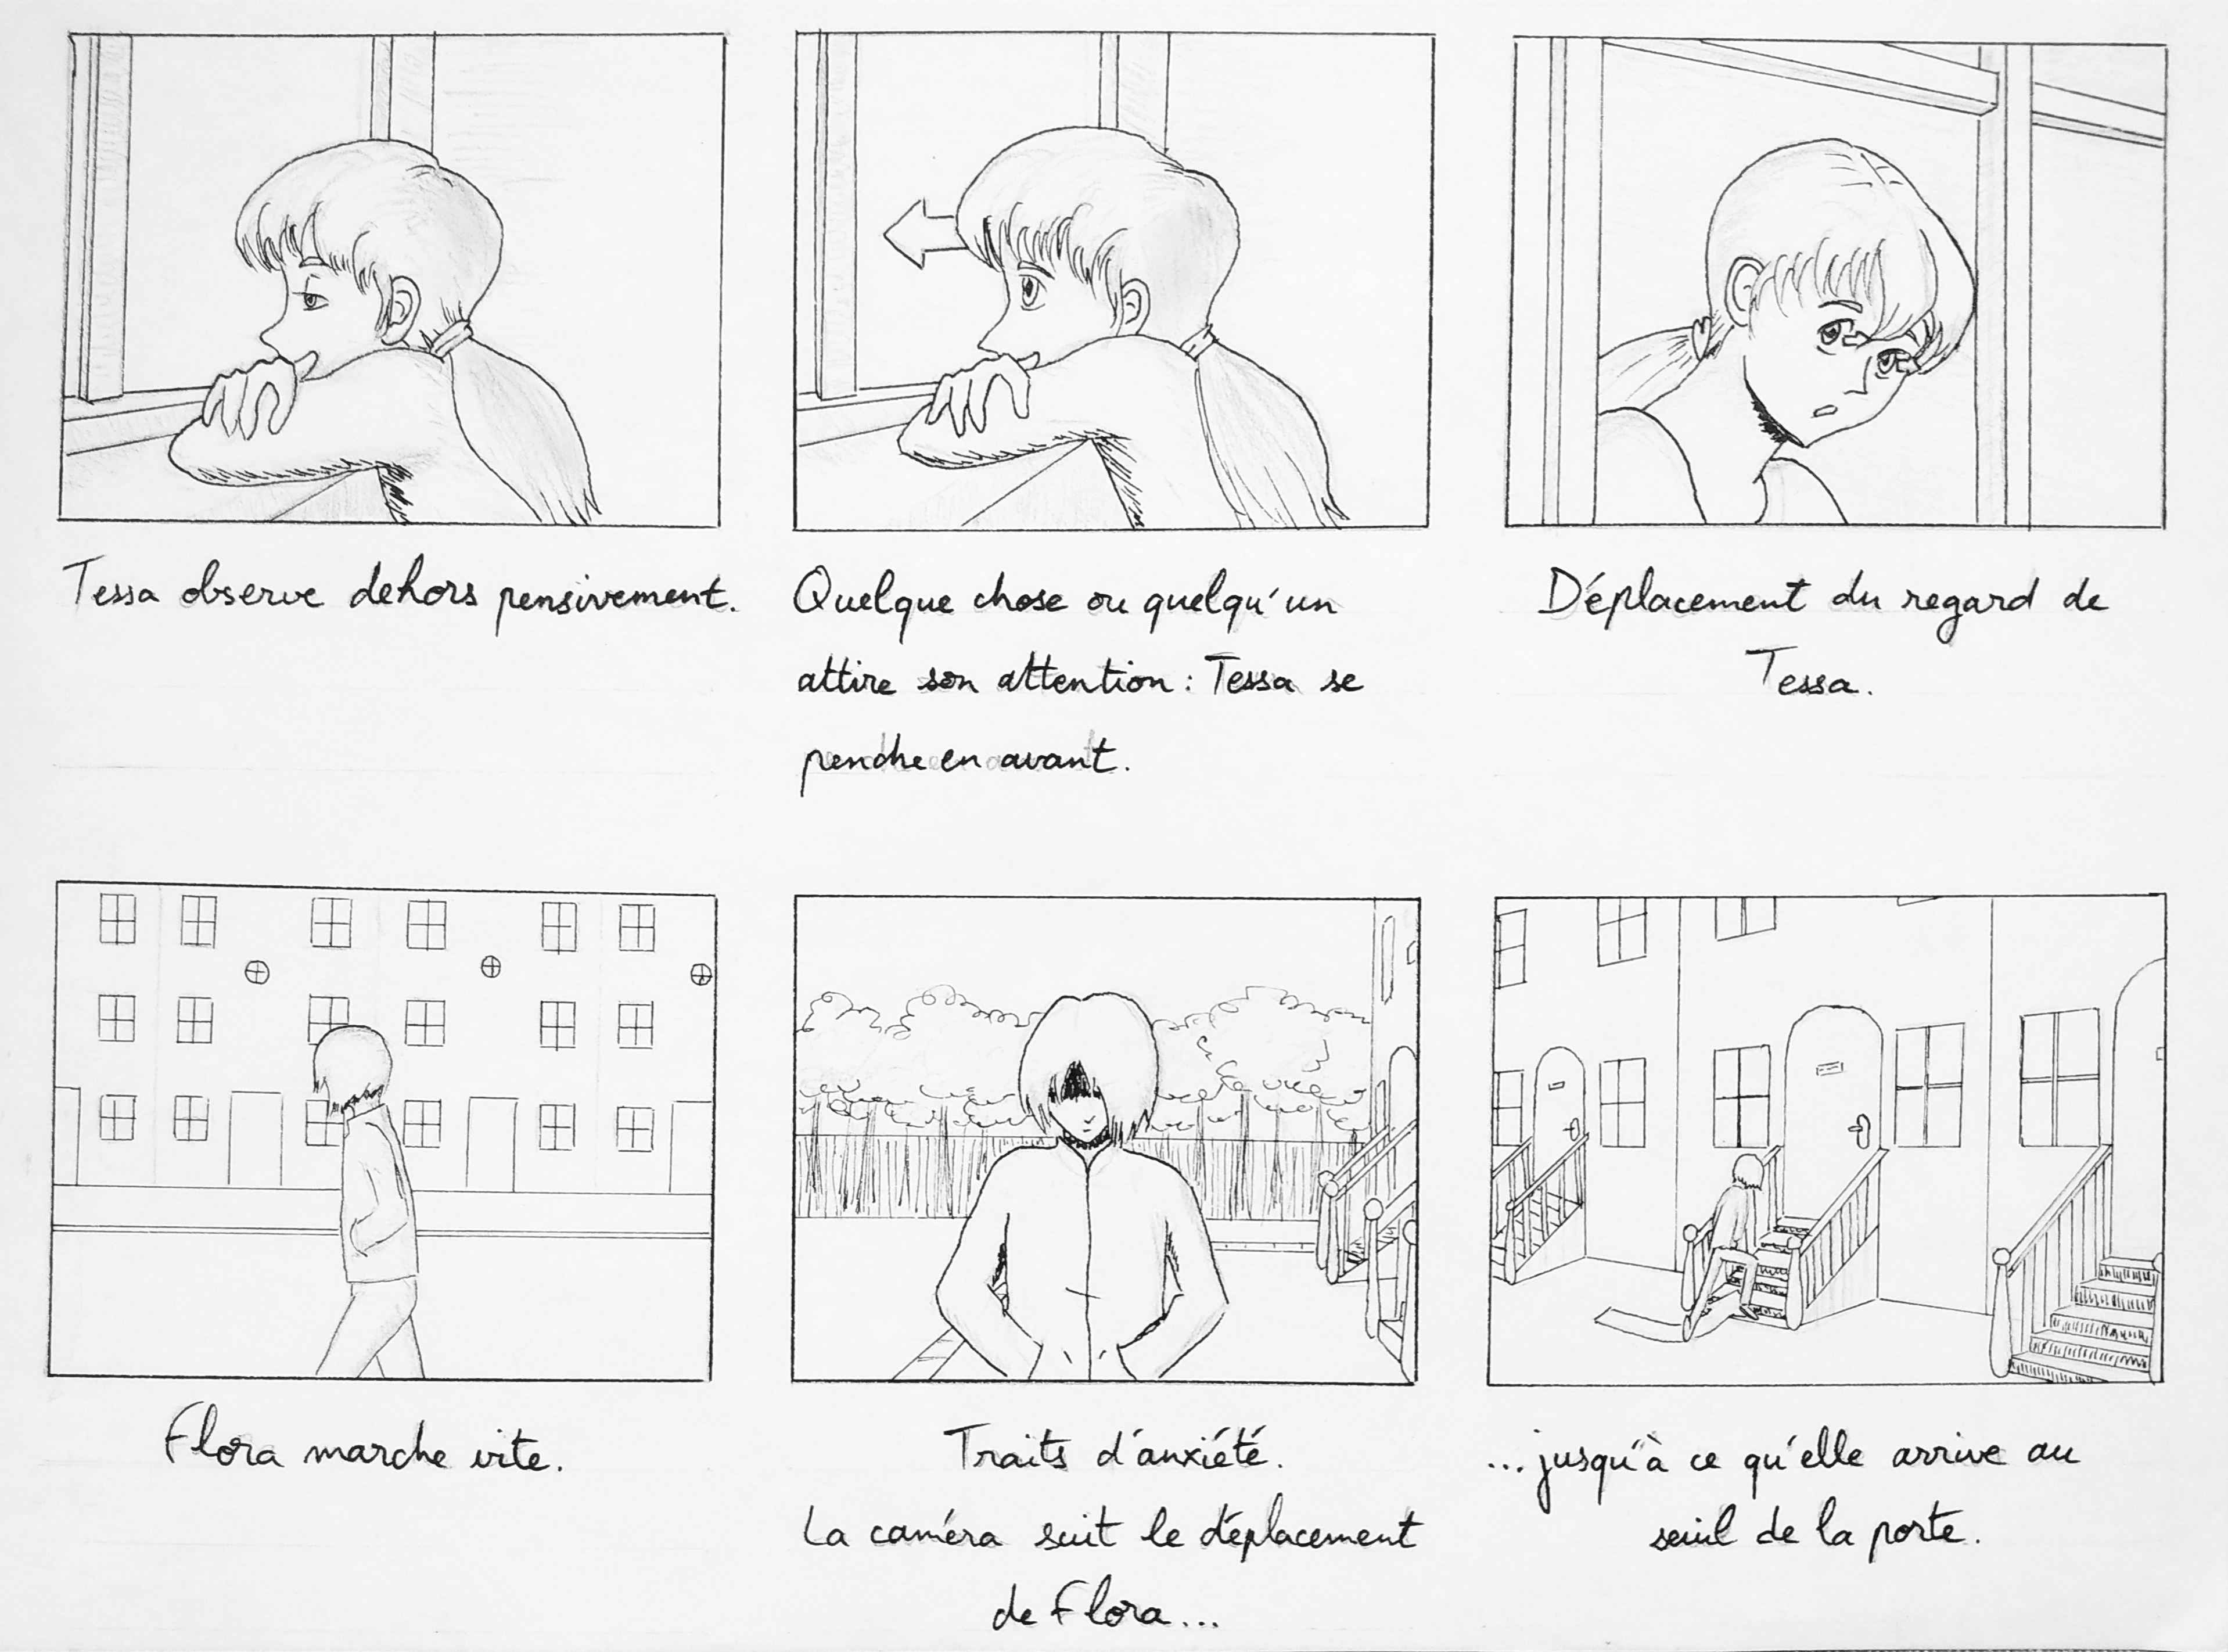 Tessa observe dehors pensivement.
Quelque chose ou quelqu'un
attire son attention : Tessa se
penche en avant.
Déplacement du regard de
Tessa.
Flora marche vite.
Traits d'anxiété.
La caméra suit le déplacement
de Flora...
...jusqu'à ce qu'elle arrive au
seuil de la porte.